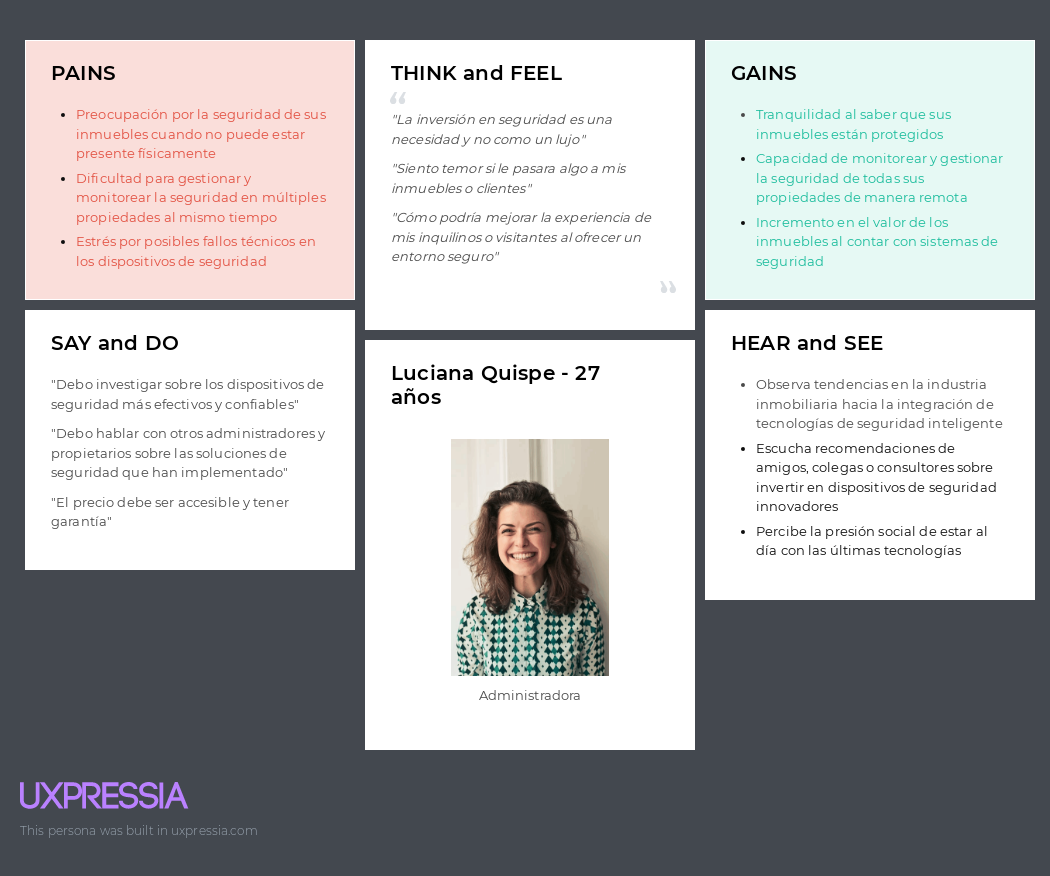 PAINS
Preocupación por la seguridad de sus
inmuebles cuando no puede estar
presente físicamente
Dificultad para gestionar y
monitorear la seguridad en múltiples
propiedades al mismo tiempo
Estrés por posibles fallos técnicos en
los dispositivos de seguridad
SAY and DO
"Debo investigar sobre los dispositivos de
seguridad más efectivos y confiables"
"Debo hablar con otros administradores y
propietarios sobre las soluciones de
seguridad que han implementado"
"El precio debe ser accesible y tener
garantía"
THINK and FEEL
“
"La inversión en seguridad es una
necesidad y no como un lujo"
"Siento temor si le pasara algo a mis
inmuebles o clientes"
"Cómo podría mejorar la experiencia de
mis inquilinos o visitantes al ofrecer un
entorno seguro"
”
Luciana Quispe - 27
años
Administradora
GAINS
Tranquilidad al saber que sus
inmuebles están protegidos
Capacidad de monitorear y gestionar
la seguridad de todas sus
propiedades de manera remota
Incremento en el valor de los
inmuebles al contar con sistemas de
seguridad
HEAR and SEE
Observa tendencias en la industria
inmobiliaria hacia la integración de
tecnologías de seguridad inteligente
Escucha recomendaciones de
amigos, colegas o consultores sobre
invertir en dispositivos de seguridad
innovadores
Percibe la presión social de estar al
día con las últimas tecnologías
UXPRESSIA
This persona was built in uxpressia.com